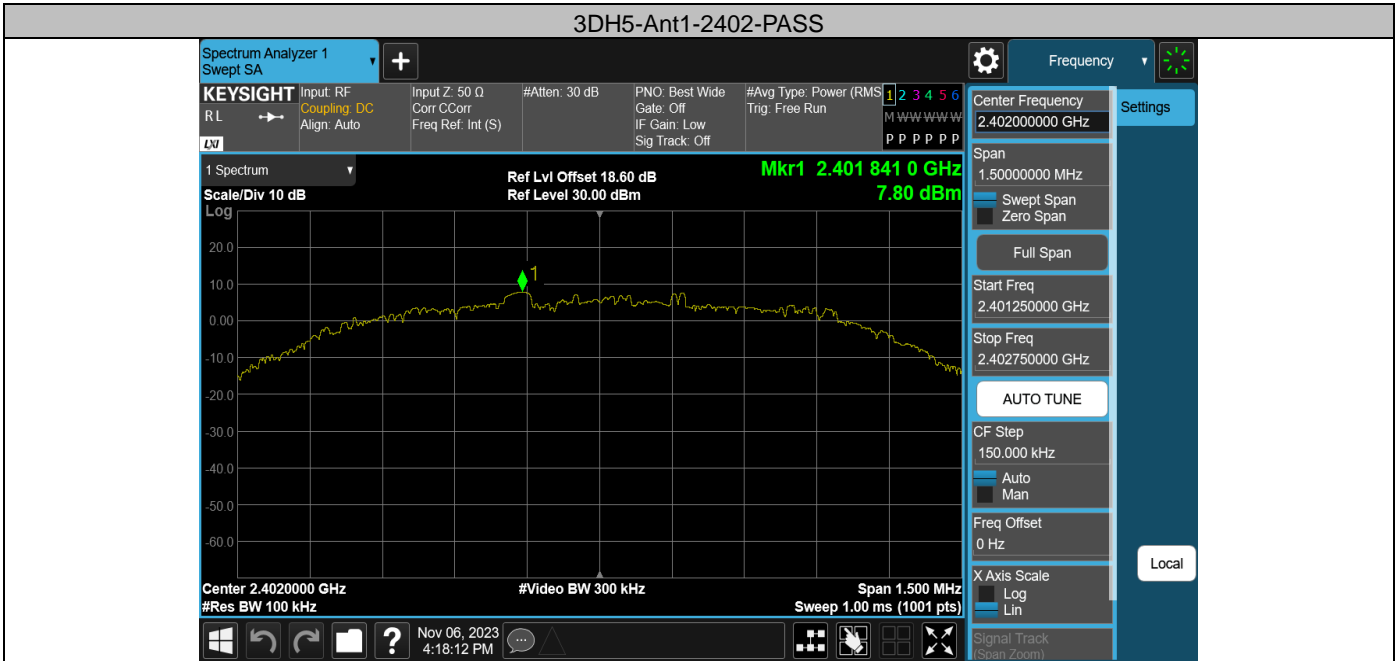 3DH5-Ant1-2402-PASS
Spectrum Analyzer 1
Swept SA
+
Frequency
KEYSIGHT
RL
LXI
Input: RF
Coupling: DC
Align: Auto
Input Z: 50 Ω
Corr CCorr
Freq Ref: Int (S)
#Atten: 30 dB
PNO: Best Wide
Gate: Off
IF Gain: Low
Sig Track: Off
#Avg Type: Power (RMS
Trig: Free Run
1 2 3 4 5 6
M W W W W W
P P P P P P
1 Spectrum
Scale/Div 10 dB
Ref Lvl Offset 18.60 dB
Ref Level 30.00 dBm
Mkr1 2.401 841 0 GHz
7.80 dBm
Log
20.0
10.0
0.00
-10.0
-20.0
-30.0
-40.0
-50.0
-60.0
1
Center 2.4020000 GHz
#Res BW 100 kHz
#Video BW 300 kHz
Span 1.500 MHz
Sweep 1.00 ms (1001 pts)
Center Frequency
2.402000000 GHz
Span
1.50000000 MHz
Swept Span
Zero Span
Full Span
Start Freq
2.401250000 GHz
Stop Freq
2.402750000 GHz
AUTO TUNE
CF Step
150.000 kHz
Auto
Man
Freq Offset
0 Hz
X Axis Scale
Log
Lin
Signal Track
(Span Zoom)
Settings
Local
?
Nov 06, 2023
4:18:12 PM